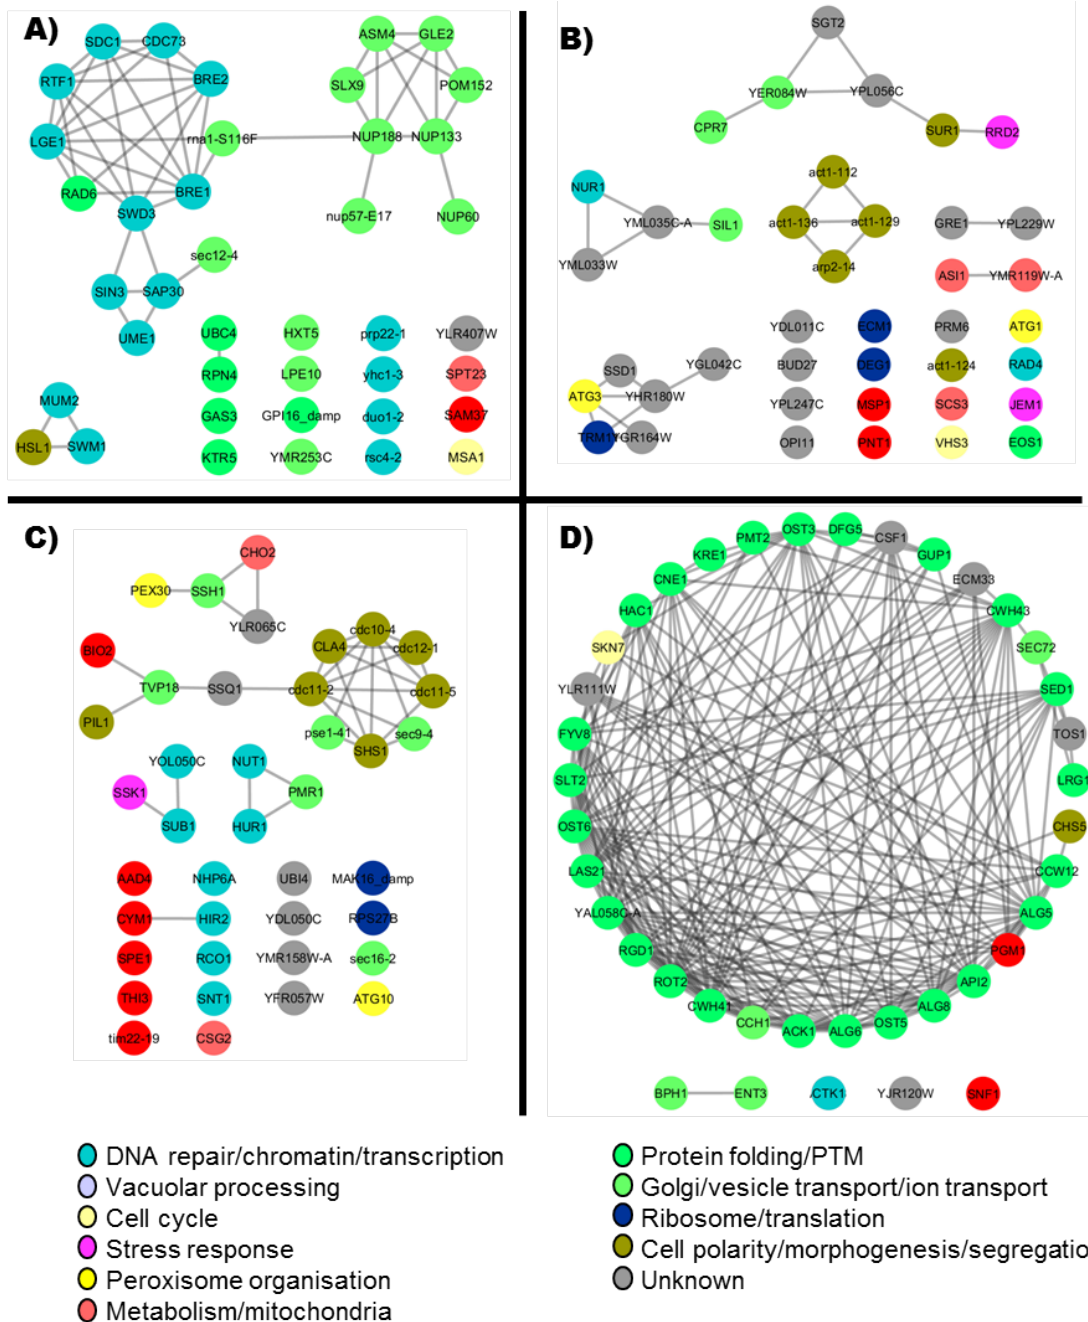 A)
SDC1
CDC73
RTF1
BRE2
LGE1
rna1-S116F
RAD6
BRE1
SWD3
sec12-4
SIN3
SAP30
UME1
ASM4
GLE2
SLX9
POM152
NUP188
NUP133
nup57-E17
NUP60
MUM2
HSL1
SWM1
UBC4
HXT5
prp22-1
YLR407W
RPN4
LPE10
yhc1-3
SPT23
GAS3
GPI16_damp
duo1-2
SAM37
KTR5
YMR253C
rsc4-2
MSA1
B)
SGT2
YER084W
YPL056C
CPR7
SUR1
RRD2
NUR1
YML035C-A
SIL1
YML033W
act1-112
act1-136
act1-129
arp2-14
GRE1
YPL229W
ASI1
YMR119W-A
SSD1
YGL042C
ATG3
YHR180W
YGR164W
YDL011C
ECM1
PRM6
ATG1
BUD27
DEG1
act1-124
RAD4
YPL247C
MSP1
SCS3
JEM1
OPI11
PNT1
VHS3
EOS1
C)
CHO2
PEX30
SSH1
YLR065C
BIO2
TVP18
SSQ1
PIL1
cdc10-4
CLA4
cdc12-1
cdc11-2
cdc11-5
pse1-41
sec9-4
SHS1
YOL050C
SSK1
SUB1
NUT1
PMR1
HUR1
AAD4
NHP6A
UBI4
MAK16_damp
CYM1
HIR2
YDL050C
RPS27B
SPE1
RCO1
YMR158W-A
sec16-2
THI3
SNT1
YFR057W
ATG10
tim22-19
CSG2
D)
OST3
DFG5
PMT2
CSF1
KRE1
GUP1
CNE1
ECM33
HAC1
CWH43
SKN7
SEC72
YLR111W
SED1
FYV8
TOS1
SLT2
LRG1
OST6
CHS5
LAS21
CCW12
YAL058C-A
ALG5
RGD1
PGM1
ROT2
API2
CWH41
ALG8
CCH1
OST5
ACK1
ALG6
BPH1
ENT3
CTK1
YJR120W
SNF1
DNA repair/chromatin/transcription
Vacuolar processing
Cell cycle
Stress response
Peroxisome organisation
Metabolism/mitochondria
Protein folding/PTM
Golgi/vesicle transport/ion transport
Ribosome/translation
Cell polarity/morphogenesis/segregatio
Unknown